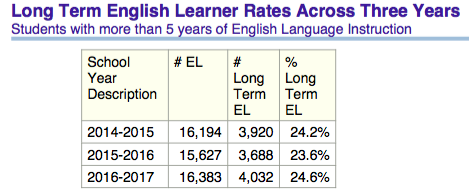 Long Term English Learner Rates Across Three Years
Students with more than 5 years of English Language Instruction
School Year Description # EL # Long Term EL % Long Term EL
2014-2015 16,194 3,920 24.2%
2015-2016 15,627 3,688 23.6%
2016-2017 16,383 4,032 24.6%